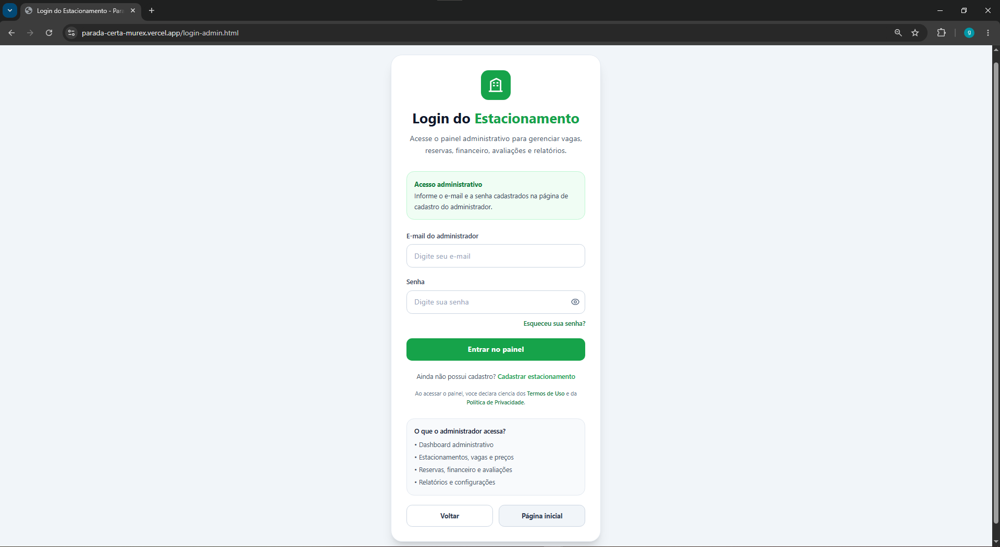 Login do Estacionamento - Para
parada-certa-murex.vercel.app/login-admin.html
g
Login do Estacionamento
Acesse o painel administrativo para gerenciar vagas,
reservas, financeiro, avaliações e relatórios.
Acesso administrativo
Informe o e-mail e a senha cadastrados na página de
cadastro do administrador.
E-mail do administrador
Digite seu e-mail
Senha
Digite sua senha
Esqueceu sua senha?
Entrar no painel
Ainda não possui cadastro? Cadastrar estacionamento
Ao acessar o painel, voce declara ciencia dos Termos de Uso e da
Politica de Privacidade.
O que o administrador acessa?
• Dashboard administrativo
• Estacionamentos, vagas e preços
• Reservas, financeiro e avaliações
• Relatórios e configurações
Voltar
Página inicial